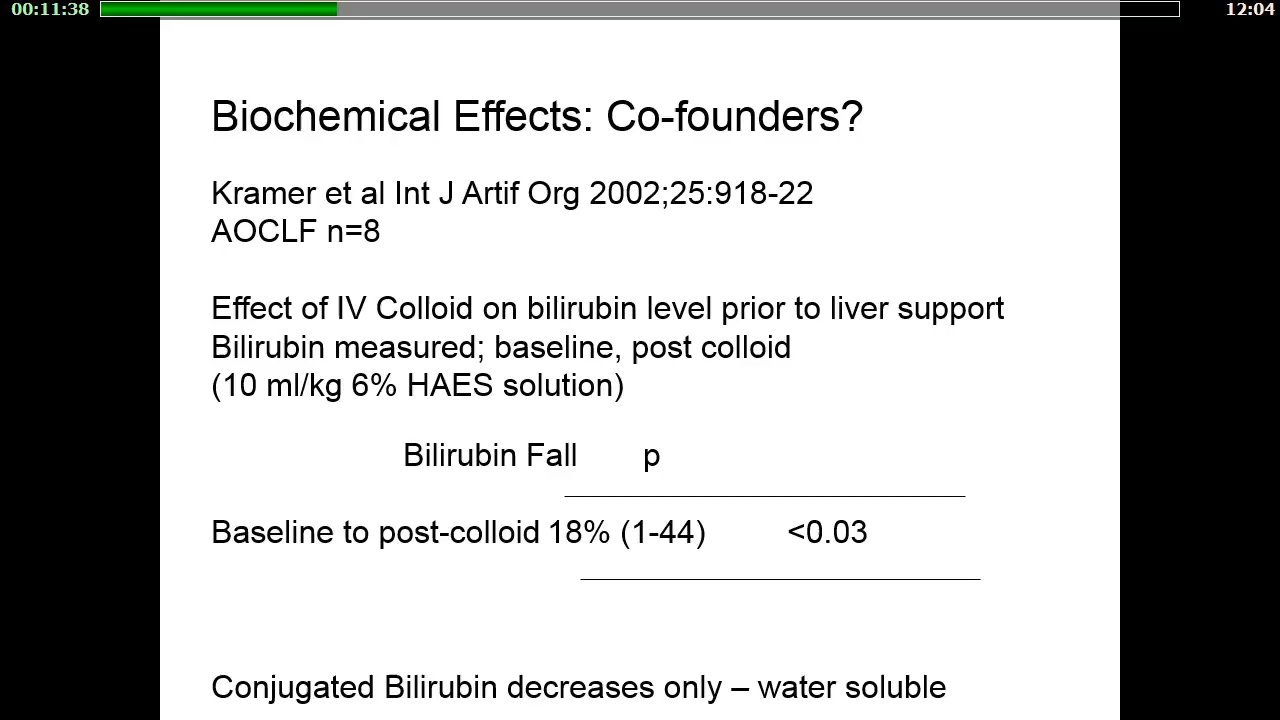 00:11:38
12:04
Biochemical Effects: Co-founders?
Kramer et al Int J Artif Org 2002;25:918-22
AOCLF n=8
Effect of IV Colloid on bilirubin level prior to liver support
Bilirubin measured; baseline, post colloid
(10 ml/kg 6% HAES solution)
Bilirubin Fall p
Baseline to post-colloid 18% (1-44) <0.03
Conjugated Bilirubin decreases only – water soluble